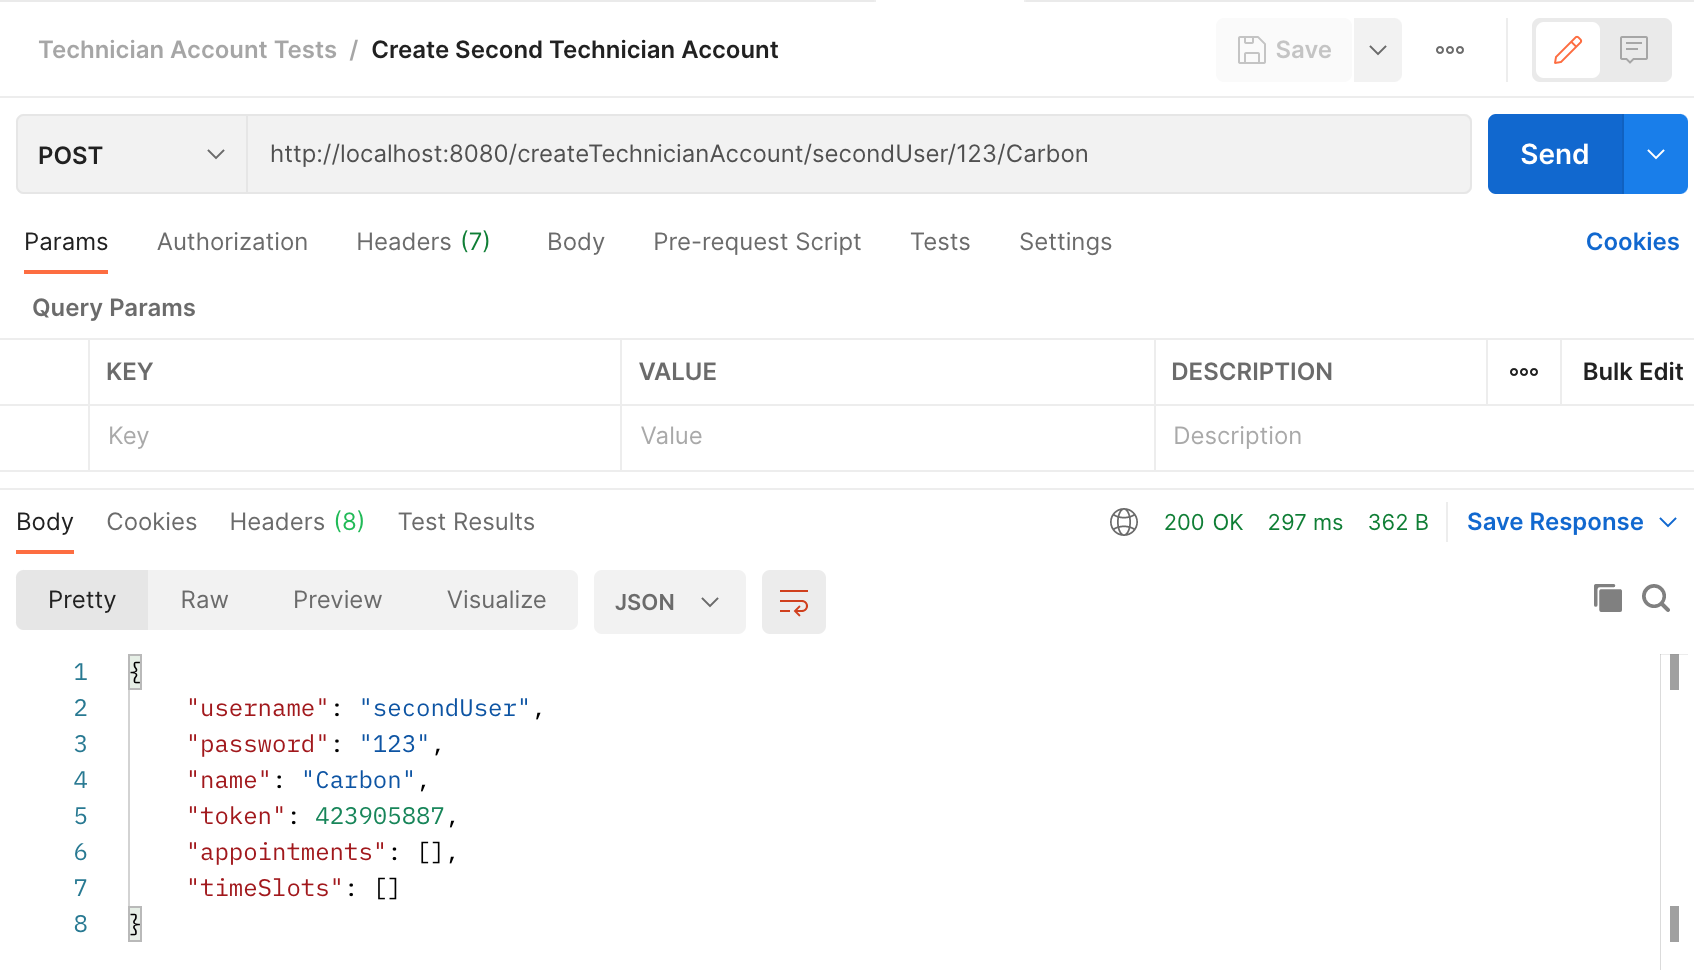 Technician Account Tests / Create Second Technician Account
Save
POST
http://localhost:8080/createTechnicianAccount/secondUser/123/Carbon
Send
Params Authorization Headers (7) Body Pre-request Script Tests Settings Cookies
Query Params
KEY VALUE DESCRIPTION Bulk Edit
Key Value Description
Body Cookies Headers (8) Test Results 200 OK 297 ms 362 B Save Response
Pretty Raw Preview Visualize JSON
1 {
2 "username": "secondUser",
3 "password": "123",
4 "name": "Carbon",
5 "token": 423905887,
6 "appointments": [],
7 "timeSlots": []
8 }